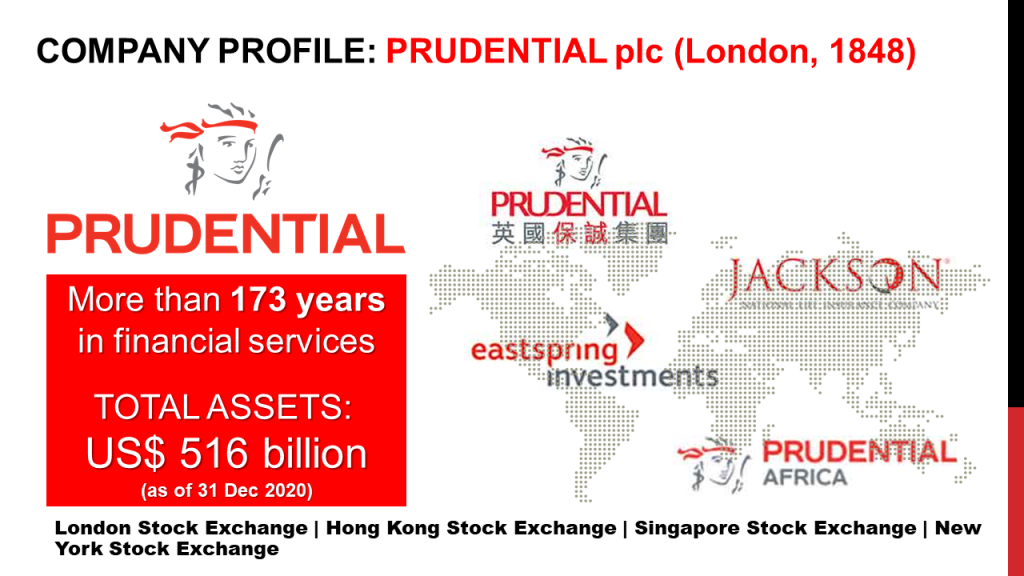 COMPANY PROFILE: PRUDENTIAL plc (London, 1848)
PRUDENTIAL
More than 173 years
in financial services
TOTAL ASSETS:
US$ 516 billion
(as of 31 Dec 2020)
PRUDENTIAL
英國保誠集團
JACKSON®
NATIONAL LIFE INSURANCE COMPANY
eastspring
investments
PRUDENTIAL
AFRICA
London Stock Exchange | Hong Kong Stock Exchange | Singapore Stock Exchange | New
York Stock Exchange